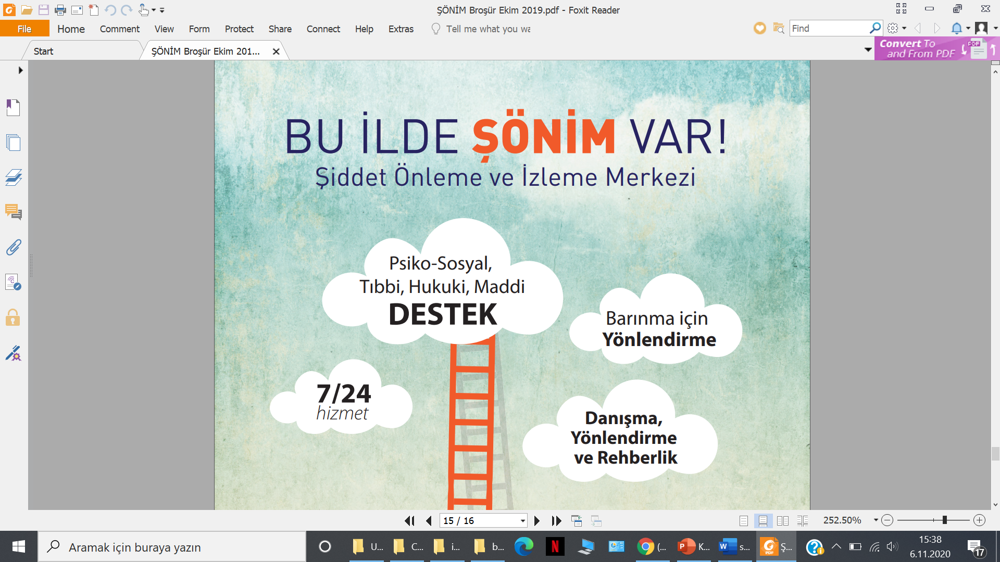 ŞÖNİM Broşür Ekim 2019.pdf - Foxit Reader
File Home Comment View Form Protect Share Connect Help Extras Tell me what you wa
Find
Start
ŞÖNİM Broşür Ekim 201...
Convert To
and From PDF
PDF
BU İLDE ŞÖNİM VAR!
Şiddet Önleme ve İzleme Merkezi
Psiko-Sosyal,
Tıbbi, Hukuki, Maddi
DESTEK
Barınma için
Yönlendirme
7/24
hizmet
Danışma,
Yönlendirme
ve Rehberlik
15 / 16
252.50%
Aramak için buraya yazın
U...
C...
i...
b...
N
(...
P
K...
W
s...
PDF
Ş...
15:38
6.11.2020
17